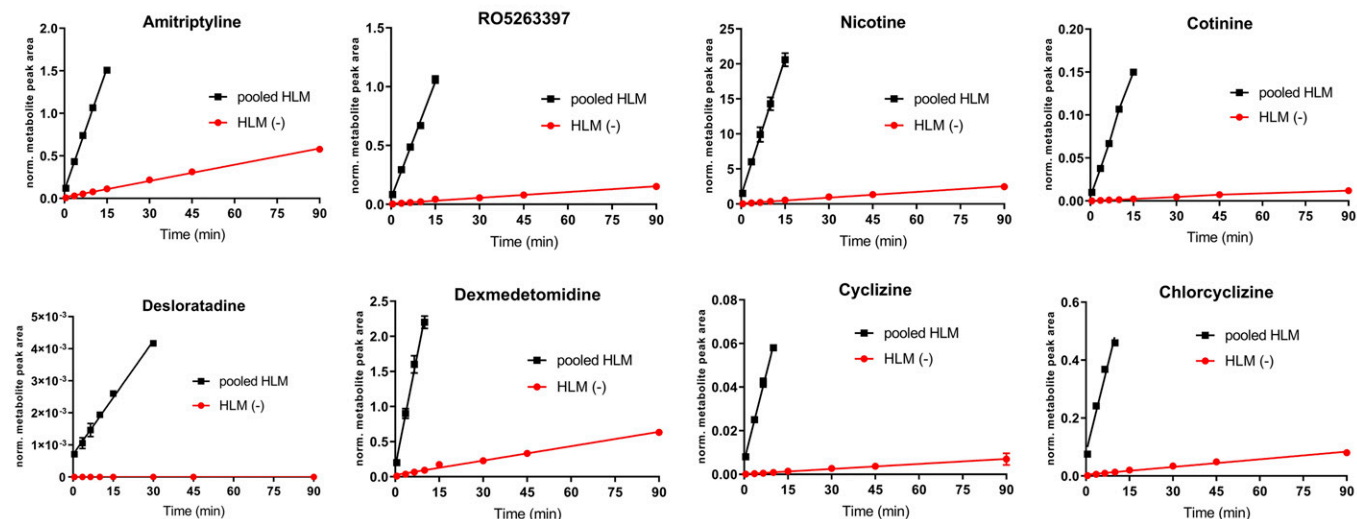 Amitriptyline
norm. metabolite peak area
2.0
1.5
1.0
0.5
0.0
pooled HLM
HLM (-)
0 15 30 45 60 75 90
Time (min)
RO5263397
norm. metabolite peak area
1.5
1.0
0.5
0.0
pooled HLM
HLM (-)
0 15 30 45 60 75 90
Time (min)
Nicotine
norm. metabolite peak area
25
20
15
10
5
0
pooled HLM
HLM (-)
0 15 30 45 60 75 90
Time (min)
Cotinine
norm. metabolite peak area
0.20
0.15
0.10
0.05
0.00
pooled HLM
HLM (-)
0 15 30 45 60 75 90
Time (min)
Desloratadine
norm. metabolite peak area
5×10⁻³
4×10⁻³
3×10⁻³
2×10⁻³
1×10⁻³
0
pooled HLM
HLM (-)
0 15 30 45 60 75 90
Time (min)
Dexmedetomidine
norm. metabolite peak area
2.5
2.0
1.5
1.0
0.5
0.0
pooled HLM
HLM (-)
0 15 30 45 60 75 90
Time (min)
Cyclizine
norm. metabolite peak area
0.08
0.06
0.04
0.02
0.00
pooled HLM
HLM (-)
0 15 30 45 60 75 90
Time (min)
Chlorcyclizine
norm. metabolite peak area
0.6
0.4
0.2
0.0
pooled HLM
HLM (-)
0 15 30 45 60 75 90
Time (min)